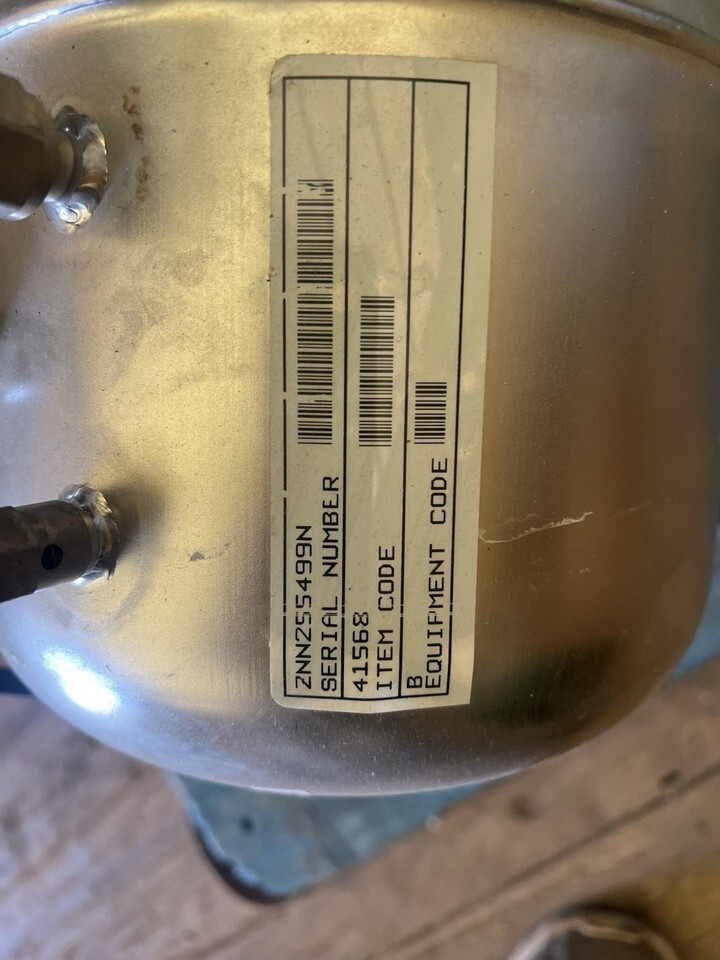 ZNN255499N
SERIAL NUMBER
41568
ITEM CODE
B
EQUIPMENT CODE